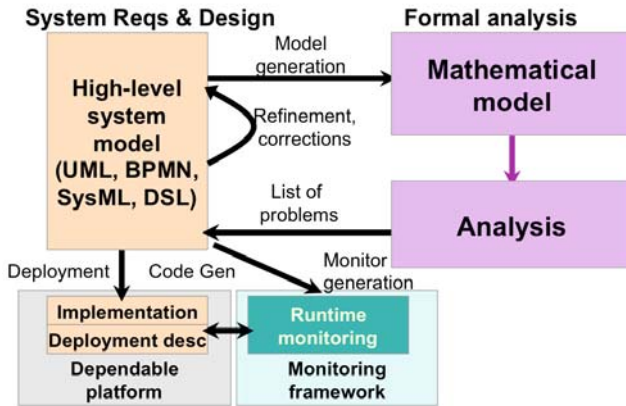 System Reqs & Design
Formal analysis
High-level
system
model
(UML, BPMN,
SysML, DSL)
Model
generation
Mathematical
model
Refinement,
corrections
List of
problems
Analysis
Deployment
Code Gen
Monitor
generation
Implementation
Deployment desc
Runtime
monitoring
Dependable
platform
Monitoring
framework